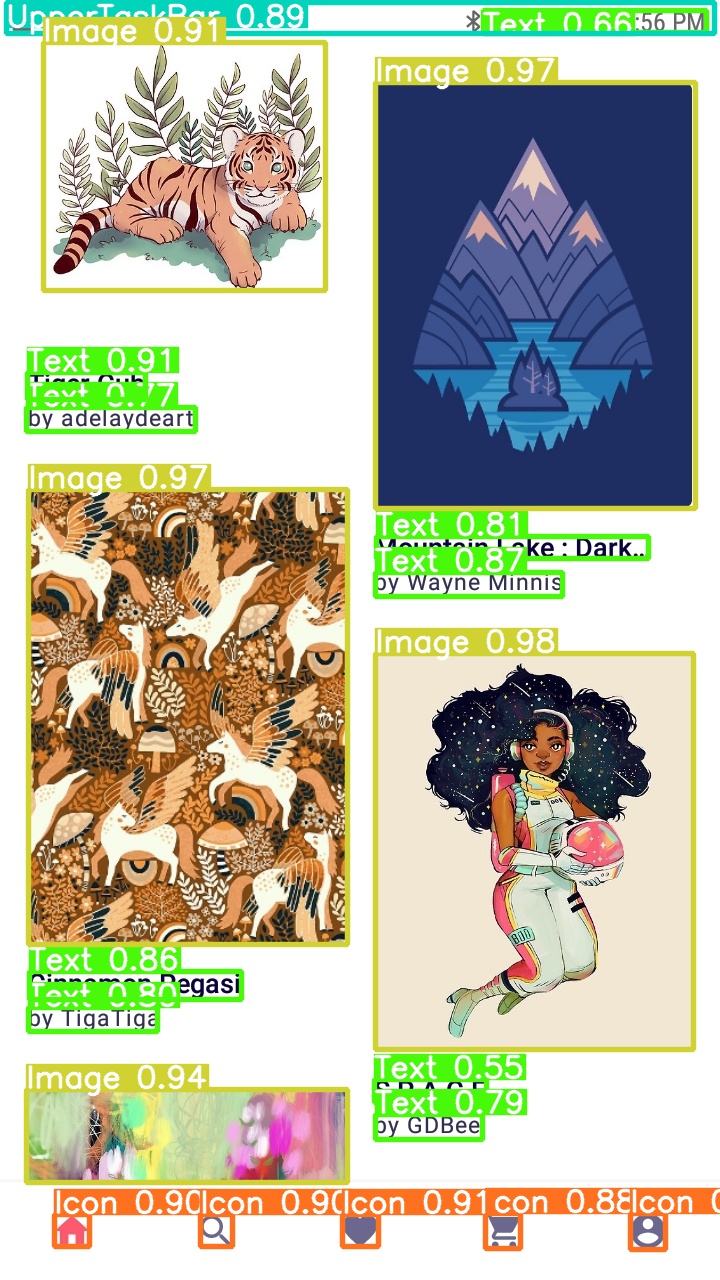 UpperTaskBar 0.89
Text 0.66
:56 PM
Image 0.91
Image 0.97
Text 0.91
Tiger Cub
Text 0.77
by adelaydeart
Image 0.97
Text 0.81
Mountain Lake : Dark..
Text 0.87
by Wayne Minnis
Image 0.98
BOO
Text 0.86
Cinnamon Pegasi
Text 0.80
by TigaTiga
Text 0.55
S P A C E
Text 0.79
by GDBee
Image 0.94
Icon 0.90
Icon 0.90
Icon 0.91
con 0.88
Icon 0